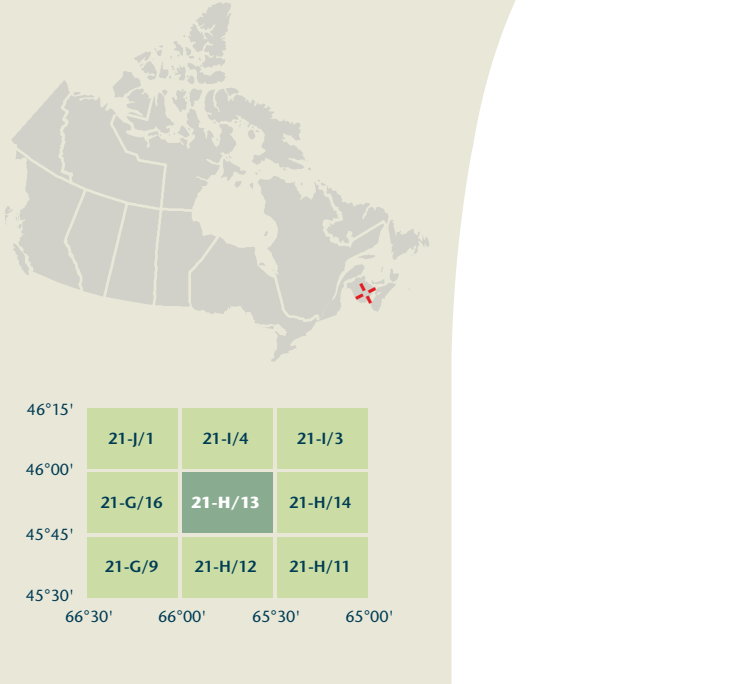 46°15'
21-J/1 21-I/4 21-I/3
46°00'
21-G/16 21-H/13 21-H/14
45°45'
21-G/9 21-H/12 21-H/11
45°30'
66°30' 66°00' 65°30' 65°00'